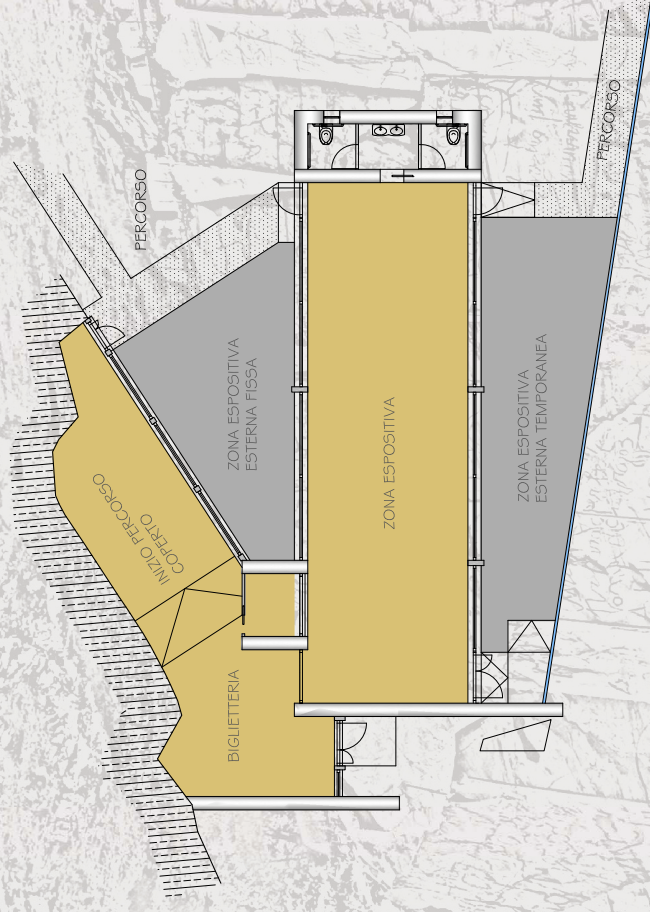 PERCORSO
PERCORSO
ZONA ESPOSITIVA
ESTERNA FISSA
ZONA ESPOSITIVA
ZONA ESPOSITIVA
ESTERNA TEMPORANEA
INIZIO PERCORSO
COPERTO
BIGLIETTERIA